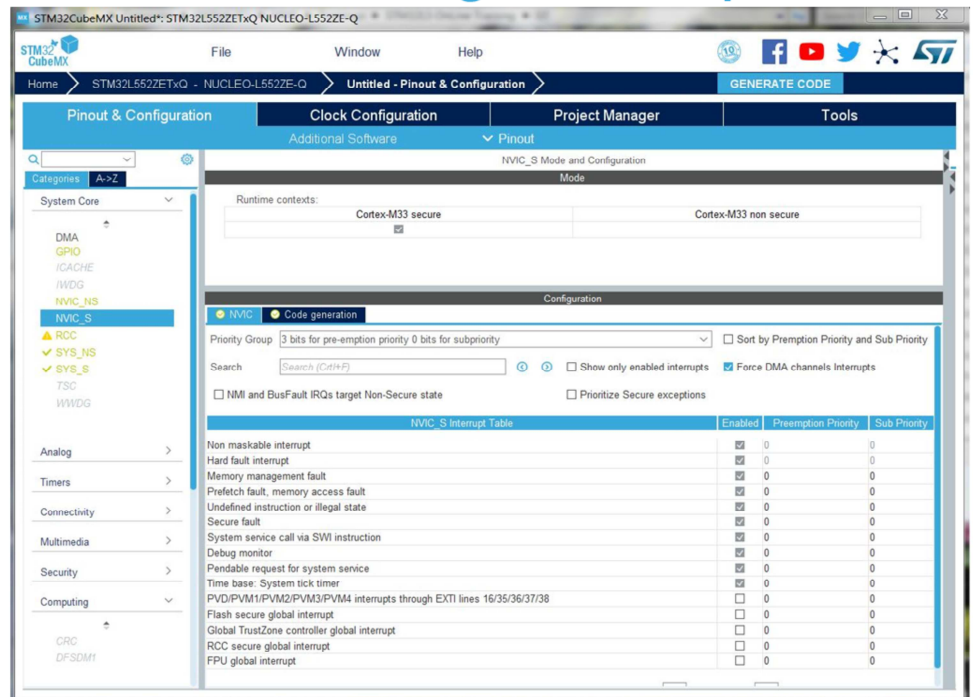 STM32CubeMX Untitled*: STM32L552ZETxQ NUCLEO-L552ZE-Q
STM32
CubeMX
File
Window
Help
10
ST
Home
STM32L552ZETxQ - NUCLEO-L552ZE-Q
Untitled - Pinout & Configuration
GENERATE CODE
Pinout & Configuration
Clock Configuration
Project Manager
Tools
Additional Software
Pinout
Categories
A->Z
System Core
DMA
GPIO
ICACHE
IWDG
NVIC_NS
NVIC_S
RCC
SYS_NS
SYS_S
TSC
WWDG
Analog
Timers
Connectivity
Multimedia
Security
Computing
CRC
DFSDM1
NVIC_S Mode and Configuration
Mode
Runtime contexts:
Cortex-M33 secure Cortex-M33 non secure
Configuration
NVIC
Code generation
Priority Group 3 bits for pre-emption priority 0 bits for subpriority Sort by Premption Priority and Sub Priority
Search Search (Crtl+F) Show only enabled interrupts Force DMA channels Interrupts
NMI and BusFault IRQs target Non-Secure state Prioritize Secure exceptions
NVIC_S Interrupt Table Enabled Preemption Priority Sub Priority
Non maskable interrupt 0 0
Hard fault interrupt 0 0
Memory management fault 0 0
Prefetch fault, memory access fault 0 0
Undefined instruction or illegal state 0 0
Secure fault 0 0
System service call via SWI instruction 0 0
Debug monitor 0 0
Pendable request for system service 0 0
Time base: System tick timer 0 0
PVD/PVM1/PVM2/PVM3/PVM4 interrupts through EXTI lines 16/35/36/37/38 0 0
Flash secure global interrupt 0 0
Global TrustZone controller global interrupt 0 0
RCC secure global interrupt 0 0
FPU global interrupt 0 0